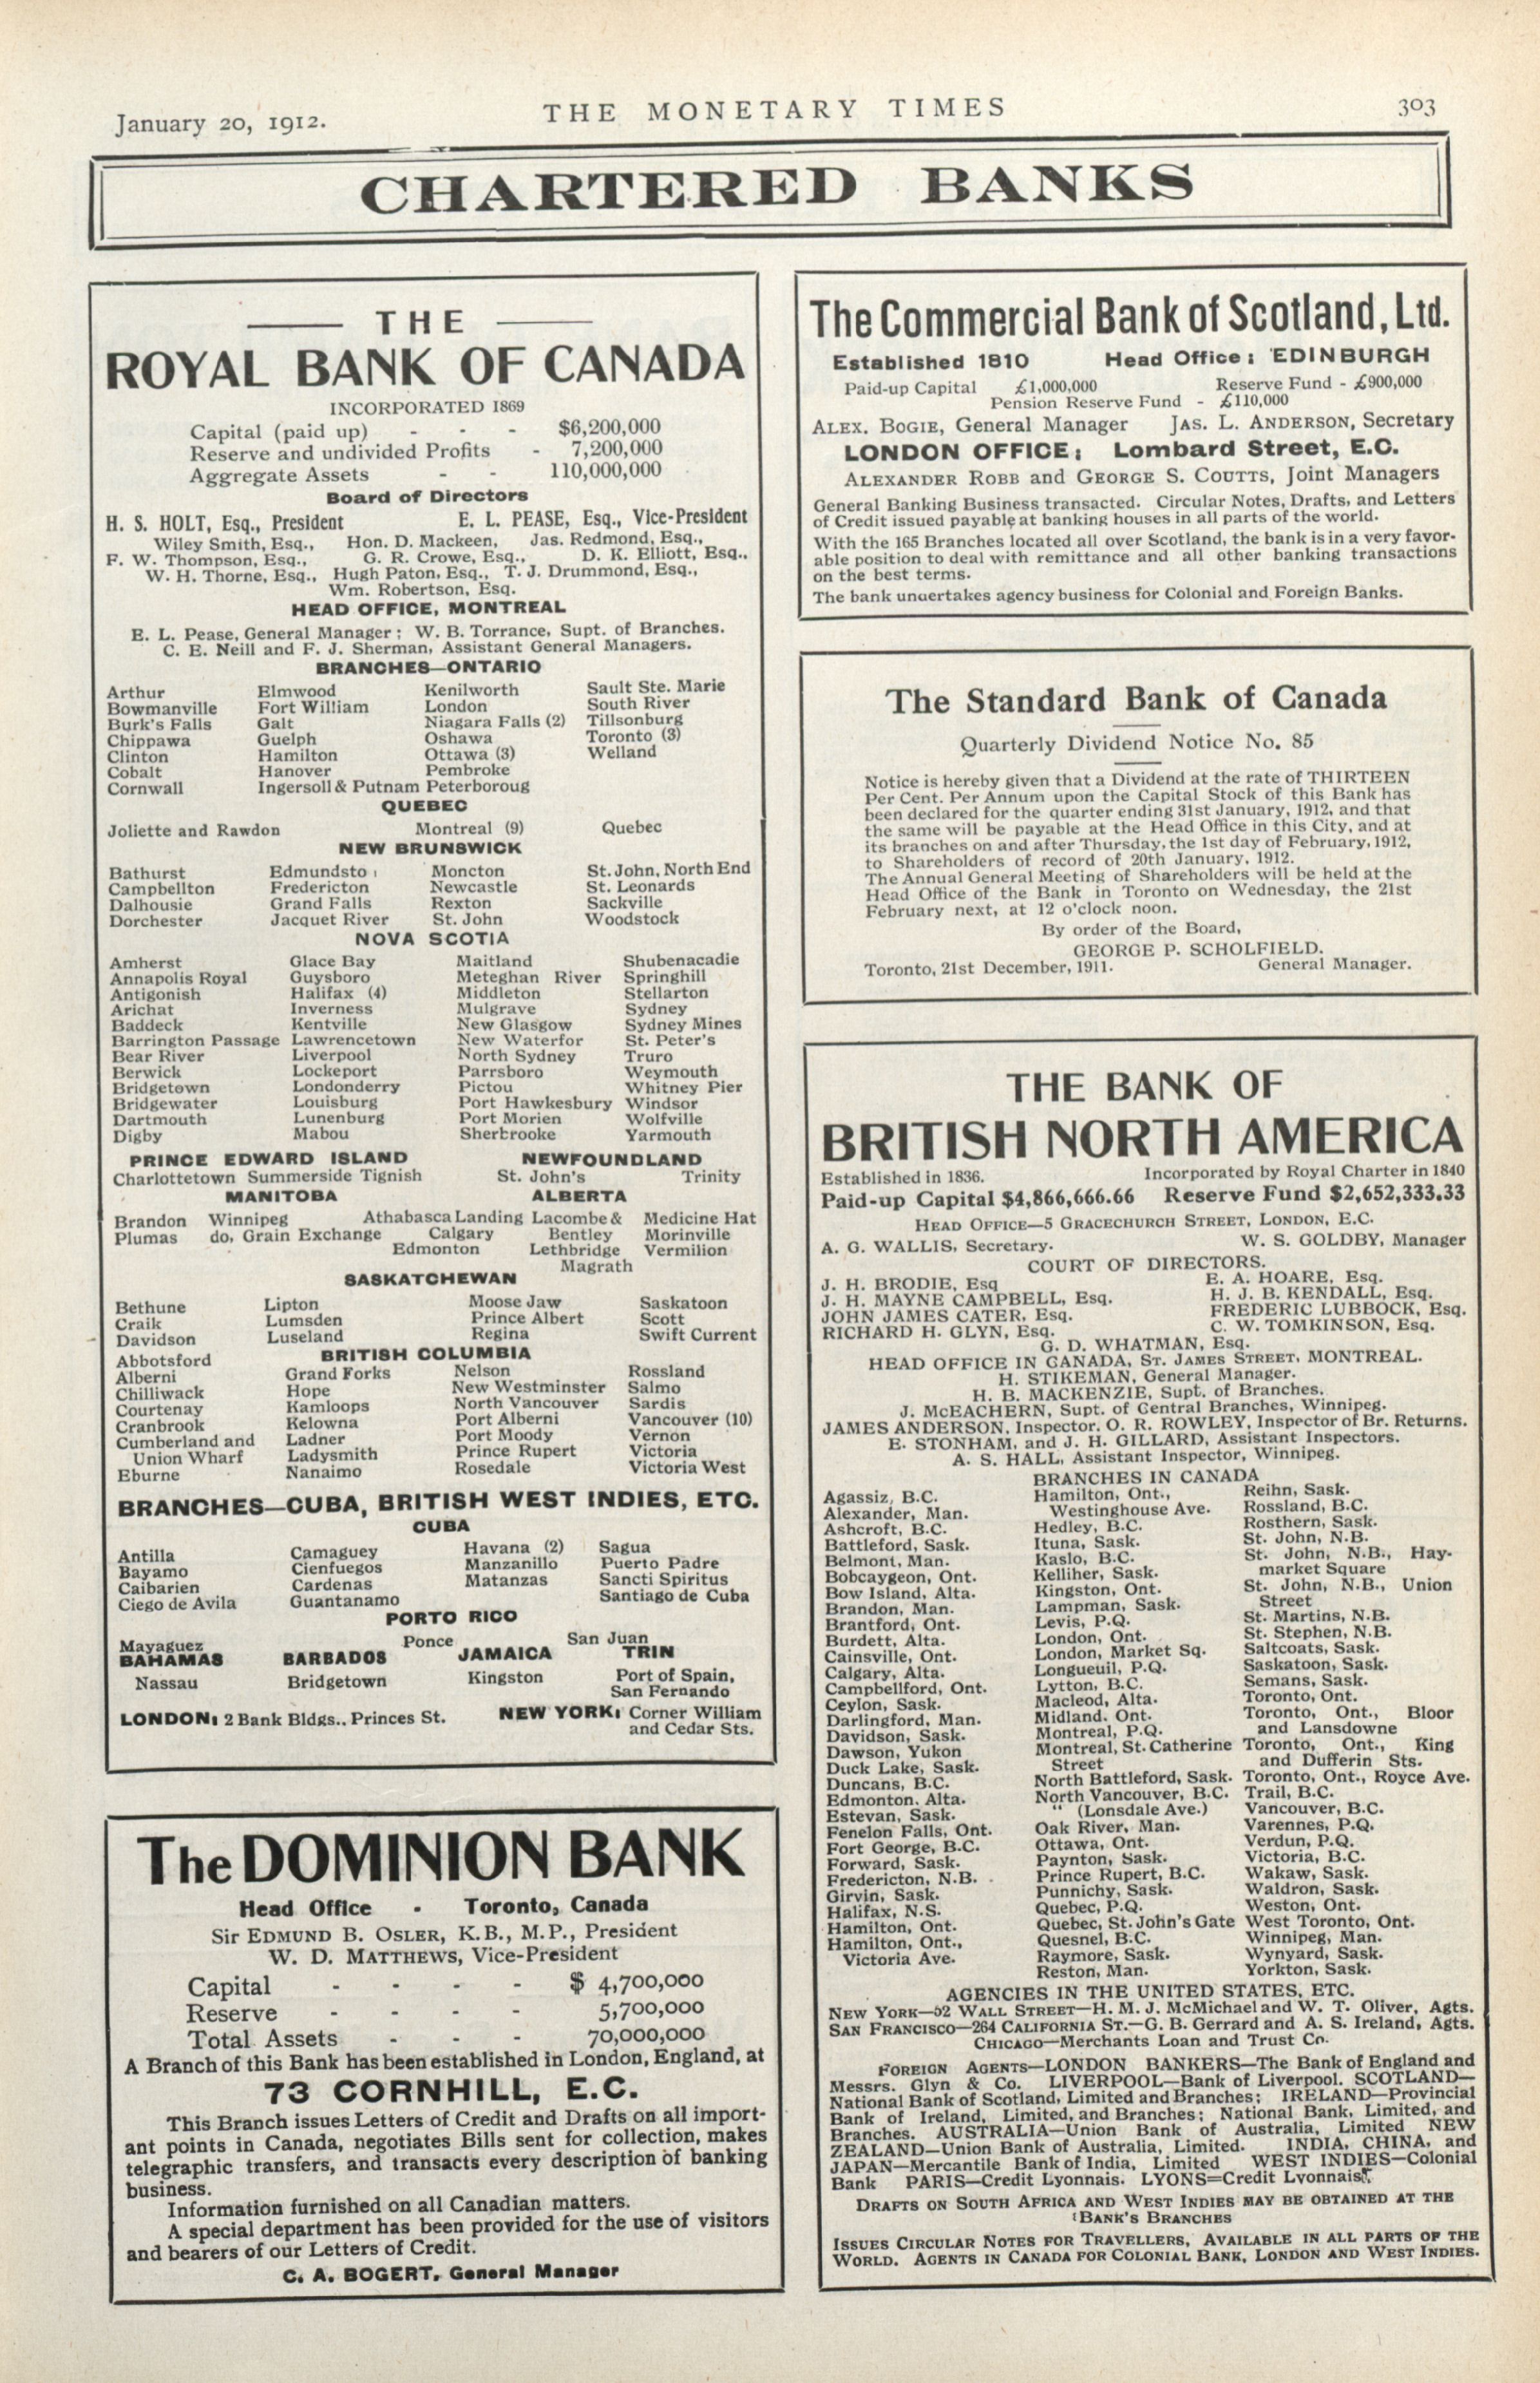 January 20, 1912.
THE MONETARY TIMES
303
CHARTERED BANKS
THE
ROYAL BANK OF CANADA
INCORPORATED 1869
Capital (paid up) - - - $6,200,000
Reserve and undivided Profits - 7,200,000
Aggregate Assets - - 110,000,000
Board of Directors
H. S. HOLT, Esq., President E. L. PEASE, Esq., Vice-President
Wiley Smith, Esq., Hon. D. Mackeen, Jas. Redmond, Esq.,
F. W. Thompson, Esq., G. R. Crowe, Esq., D. K. Elliott, Esq.,
W. H. Thorne, Esq., Hugh Paton, Esq., T. J. Drummond, Esq.,
Wm. Robertson, Esq.
HEAD OFFICE, MONTREAL
E. L. Pease, General Manager; W. B. Torrance, Supt. of Branches.
C. E. Neill and F. J. Sherman, Assistant General Managers.
BRANCHES—ONTARIO
Arthur Elmwood Kenilworth Sault Ste. Marie
Bowmanville Fort William London South River
Burk's Falls Galt Niagara Falls (2) Tillsonburg
Chippawa Guelph Oshawa Toronto (3)
Clinton Hamilton Ottawa (3) Welland
Cobalt Hanover Pembroke
Cornwall Ingersoll & Putnam Peterboroug
QUEBEC
Joliette and Rawdon Montreal (9) Quebec
NEW BRUNSWICK
Bathurst Edmundsto Moncton St. John, North End
Campbellton Fredericton Newcastle St. Leonards
Dalhousie Grand Falls Rexton Sackville
Dorchester Jacquet River St. John Woodstock
NOVA SCOTIA
Amherst Glace Bay Maitland Shubenacadie
Annapolis Royal Guysboro Meteghan River Springhill
Antigonish Halifax (4) Middleton Stellarton
Arichat Inverness Mulgrave Sydney
Baddeck Kentville New Glasgow Sydney Mines
Barrington Passage Lawrencetown New Waterfor St. Peter's
Bear River Liverpool North Sydney Truro
Berwick Lockeport Parrsboro Weymouth
Bridgetown Londonderry Pictou Whitney Pier
Bridgewater Louisburg Port Hawkesbury Windsor
Dartmouth Lunenburg Port Morien Wolfville
Digby Mabou Sherbrooke Yarmouth
PRINCE EDWARD ISLAND NEWFOUNDLAND
Charlottetown Summerside Tignish St. John's Trinity
MANITOBA ALBERTA
Brandon Winnipeg Athabasca Landing Lacombe & Medicine Hat
Plumas do, Grain Exchange Calgary Bentley Morinville
Edmonton Lethbridge Vermilion
Magrath
SASKATCHEWAN
Bethune Lipton Moose Jaw Saskatoon
Craik Lumsden Prince Albert Scott
Davidson Luseland Regina Swift Current
BRITISH COLUMBIA
Abbotsford Grand Forks Nelson Rossland
Alberni Hope New Westminster Salmo
Chilliwack Kamloops North Vancouver Sardis
Courtenay Kelowna Port Alberni Vancouver (10)
Cranbrook Ladner Port Moody Vernon
Cumberland and Ladysmith Prince Rupert Victoria
Union Wharf Nanaimo Rosedale Victoria West
Eburne
BRANCHES—CUBA, BRITISH WEST INDIES, ETC.
CUBA
Antilla Camaguey Havana (2) Sagua
Bayamo Cienfuegos Manzanillo Puerto Padre
Caibarien Cardenas Matanzas Sancti Spiritus
Ciego de Avila Guantanamo Santiago de Cuba
PORTO RICO
Mayaguez Ponce San Juan
BAHAMAS BARBADOS JAMAICA TRIN
Nassau Bridgetown Kingston Port of Spain,
San Fernando
LONDON: 2 Bank Bldgs., Princes St. NEW YORK: Corner William
and Cedar Sts.
The DOMINION BANK
Head Office - Toronto, Canada
Sir EDMUND B. OSLER, K.B., M.P., President
W. D. MATTHEWS, Vice-President
Capital - - - - $ 4,700,000
Reserve - - - - 5,700,000
Total Assets - - - 70,000,000
A Branch of this Bank has been established in London, England, at
73 CORNHILL, E.C.
This Branch issues Letters of Credit and Drafts on all import-
ant points in Canada, negotiates Bills sent for collection, makes
telegraphic transfers, and transacts every description of banking
business.
Information furnished on all Canadian matters.
A special department has been provided for the use of visitors
and bearers of our Letters of Credit.
C. A. BOGERT, General Manager
The Commercial Bank of Scotland, Ltd.
Established 1810 Head Office: EDINBURGH
Paid-up Capital £1,000,000 Reserve Fund - £900,000
Pension Reserve Fund - £110,000
ALEX. BOGIE, General Manager JAS. L. ANDERSON, Secretary
LONDON OFFICE: Lombard Street, E.C.
ALEXANDER ROBB and GEORGE S. COUTTS, Joint Managers
General Banking Business transacted. Circular Notes, Drafts, and Letters
of Credit issued payable at banking houses in all parts of the world.
With the 165 Branches located all over Scotland, the bank is in a very favor-
able position to deal with remittance and all other banking transactions
on the best terms.
The bank undertakes agency business for Colonial and Foreign Banks.
The Standard Bank of Canada
Quarterly Dividend Notice No. 85
Notice is hereby given that a Dividend at the rate of THIRTEEN
Per Cent. Per Annum upon the Capital Stock of this Bank has
been declared for the quarter ending 31st January, 1912, and that
the same will be payable at the Head Office in this City, and at
its branches on and after Thursday, the 1st day of February, 1912,
to Shareholders of record of 20th January, 1912.
The Annual General Meeting of Shareholders will be held at the
Head Office of the Bank in Toronto on Wednesday, the 21st
February next, at 12 o'clock noon.
By order of the Board,
GEORGE P. SCHOLFIELD.
Toronto, 21st December, 1911. General Manager.
THE BANK OF
BRITISH NORTH AMERICA
Established in 1836. Incorporated by Royal Charter in 1840
Paid-up Capital $4,866,666.66 Reserve Fund $2,652,333.33
HEAD OFFICE—5 GRACECHURCH STREET, LONDON, E.C.
A. G. WALLIS, Secretary. W. S. GOLDBY, Manager
COURT OF DIRECTORS.
J. H. BRODIE, Esq E. A. HOARE, Esq.
J. H. MAYNE CAMPBELL, Esq. H. J. B. KENDALL, Esq.
JOHN JAMES CATER, Esq. FREDERIC LUBBOCK, Esq.
RICHARD H. GLYN, Esq. C. W. TOMKINSON, Esq.
G. D. WHATMAN, Esq.
HEAD OFFICE IN CANADA, ST. JAMES STREET, MONTREAL.
H. STIKEMAN, General Manager.
H. B. MACKENZIE, Supt. of Branches.
J. McEACHERN, Supt. of Central Branches, Winnipeg.
JAMES ANDERSON, Inspector. O. R. ROWLEY, Inspector of Br. Returns.
E. STONHAM, and J. H. GILLARD, Assistant Inspectors.
A. S. HALL, Assistant Inspector, Winnipeg.
BRANCHES IN CANADA
Agassiz, B.C.
Alexander, Man.
Ashcroft, B.C.
Battleford, Sask.
Belmont, Man.
Bobcaygeon, Ont.
Bow Island, Alta.
Brandon, Man.
Brantford, Ont.
Burdett, Alta.
Cainsville, Ont.
Calgary, Alta.
Campbellford, Ont.
Ceylon, Sask.
Darlingford, Man.
Davidson, Sask.
Dawson, Yukon
Duck Lake, Sask.
Duncans, B.C.
Edmonton, Alta.
Estevan, Sask.
Fenelon Falls, Ont.
Fort George, B.C.
Forward, Sask.
Fredericton, N.B.
Girvin, Sask.
Halifax, N.S.
Hamilton, Ont.
Hamilton, Ont.,
Victoria Ave.
Hamilton, Ont.,
Westinghouse Ave.
Hedley, B.C.
Ituna, Sask.
Kaslo, B.C.
Kelliher, Sask.
Kingston, Ont.
Lampman, Sask.
Levis, P.Q.
London, Ont.
London, Market Sq.
Longueuil, P.Q.
Lytton, B.C.
Macleod, Alta.
Midland, Ont.
Montreal, P.Q.
Montreal, St. Catherine
Street
North Battleford, Sask.
North Vancouver, B.C.
" (Lonsdale Ave.)
Oak River, Man.
Ottawa, Ont.
Paynton, Sask.
Prince Rupert, B.C.
Punnichy, Sask.
Quebec, P.Q.
Quebec, St. John's Gate
Quesnel, B.C.
Raymore, Sask.
Reston, Man.
Reihn, Sask.
Rossland, B.C.
Rosthern, Sask.
St. John, N.B.
St. John, N.B., Hay-
market Square
St. John, N.B., Union
Street
St. Martins, N.B.
St. Stephen, N.B.
Saltcoats, Sask.
Saskatoon, Sask.
Semans, Sask.
Toronto, Ont.
Toronto, Ont., Bloor
and Lansdowne
Toronto, Ont., King
and Dufferin Sts.
Toronto, Ont., Royce Ave.
Trail, B.C.
Vancouver, B.C.
Varennes, P.Q.
Verdun, P.Q.
Victoria, B.C.
Wakaw, Sask.
Waldron, Sask.
Weston, Ont.
West Toronto, Ont.
Winnipeg, Man.
Wynyard, Sask.
Yorkton, Sask.
AGENCIES IN THE UNITED STATES, ETC.
NEW YORK—52 WALL STREET—H. M. J. McMichael and W. T. Oliver, Agts.
SAN FRANCISCO—264 CALIFORNIA ST.—G. B. Gerrard and A. S. Ireland, Agts.
CHICAGO—Merchants Loan and Trust Co.
FOREIGN AGENTS—LONDON BANKERS—The Bank of England and
Messrs. Glyn & Co. LIVERPOOL—Bank of Liverpool. SCOTLAND—
National Bank of Scotland, Limited and Branches; IRELAND—Provincial
Bank of Ireland, Limited, and Branches; National Bank, Limited, and
Branches. AUSTRALIA—Union Bank of Australia, Limited NEW
ZEALAND—Union Bank of Australia, Limited. INDIA, CHINA, and
JAPAN—Mercantile Bank of India, Limited WEST INDIES—Colonial
Bank PARIS—Credit Lyonnais. LYONS=Credit Lyonnais.
DRAFTS ON SOUTH AFRICA AND WEST INDIES MAY BE OBTAINED AT THE
BANK'S BRANCHES
ISSUES CIRCULAR NOTES FOR TRAVELLERS, AVAILABLE IN ALL PARTS OF THE
WORLD. AGENTS IN CANADA FOR COLONIAL BANK, LONDON AND WEST INDIES.